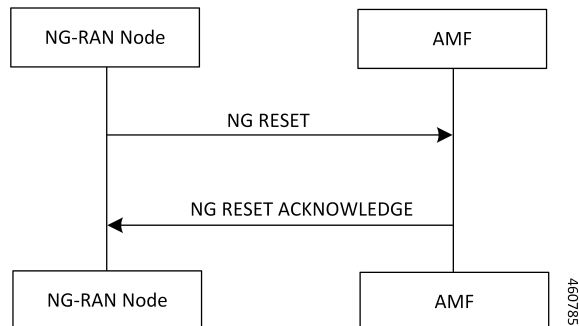 NG-RAN Node
AMF
NG RESET
NG RESET ACKNOWLEDGE
NG-RAN Node
AMF
460785